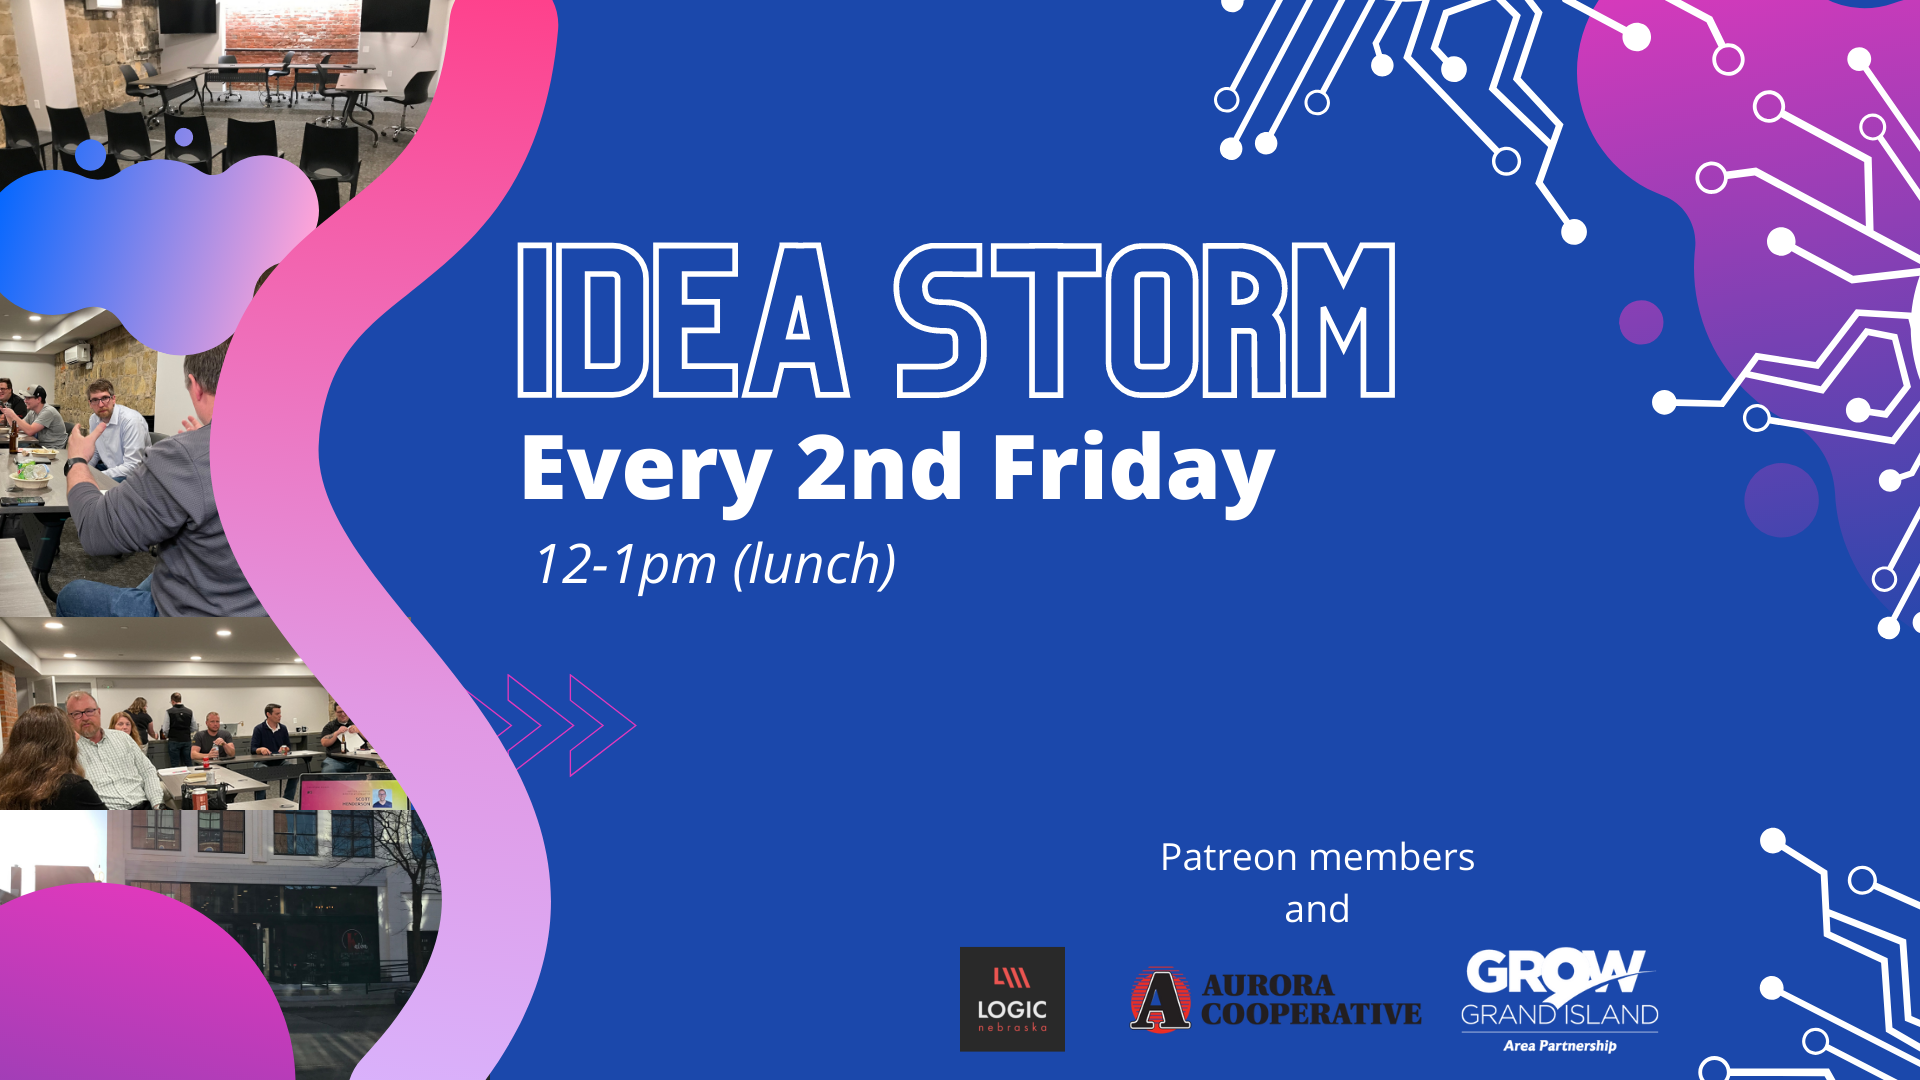 IDEA STORM
Every 2nd Friday
12-1pm (lunch)
Patreon members
and
LOGIC
nebraska
A
AURORA
COOPERATIVE
GROW
GRAND ISLAND
Area Partnership